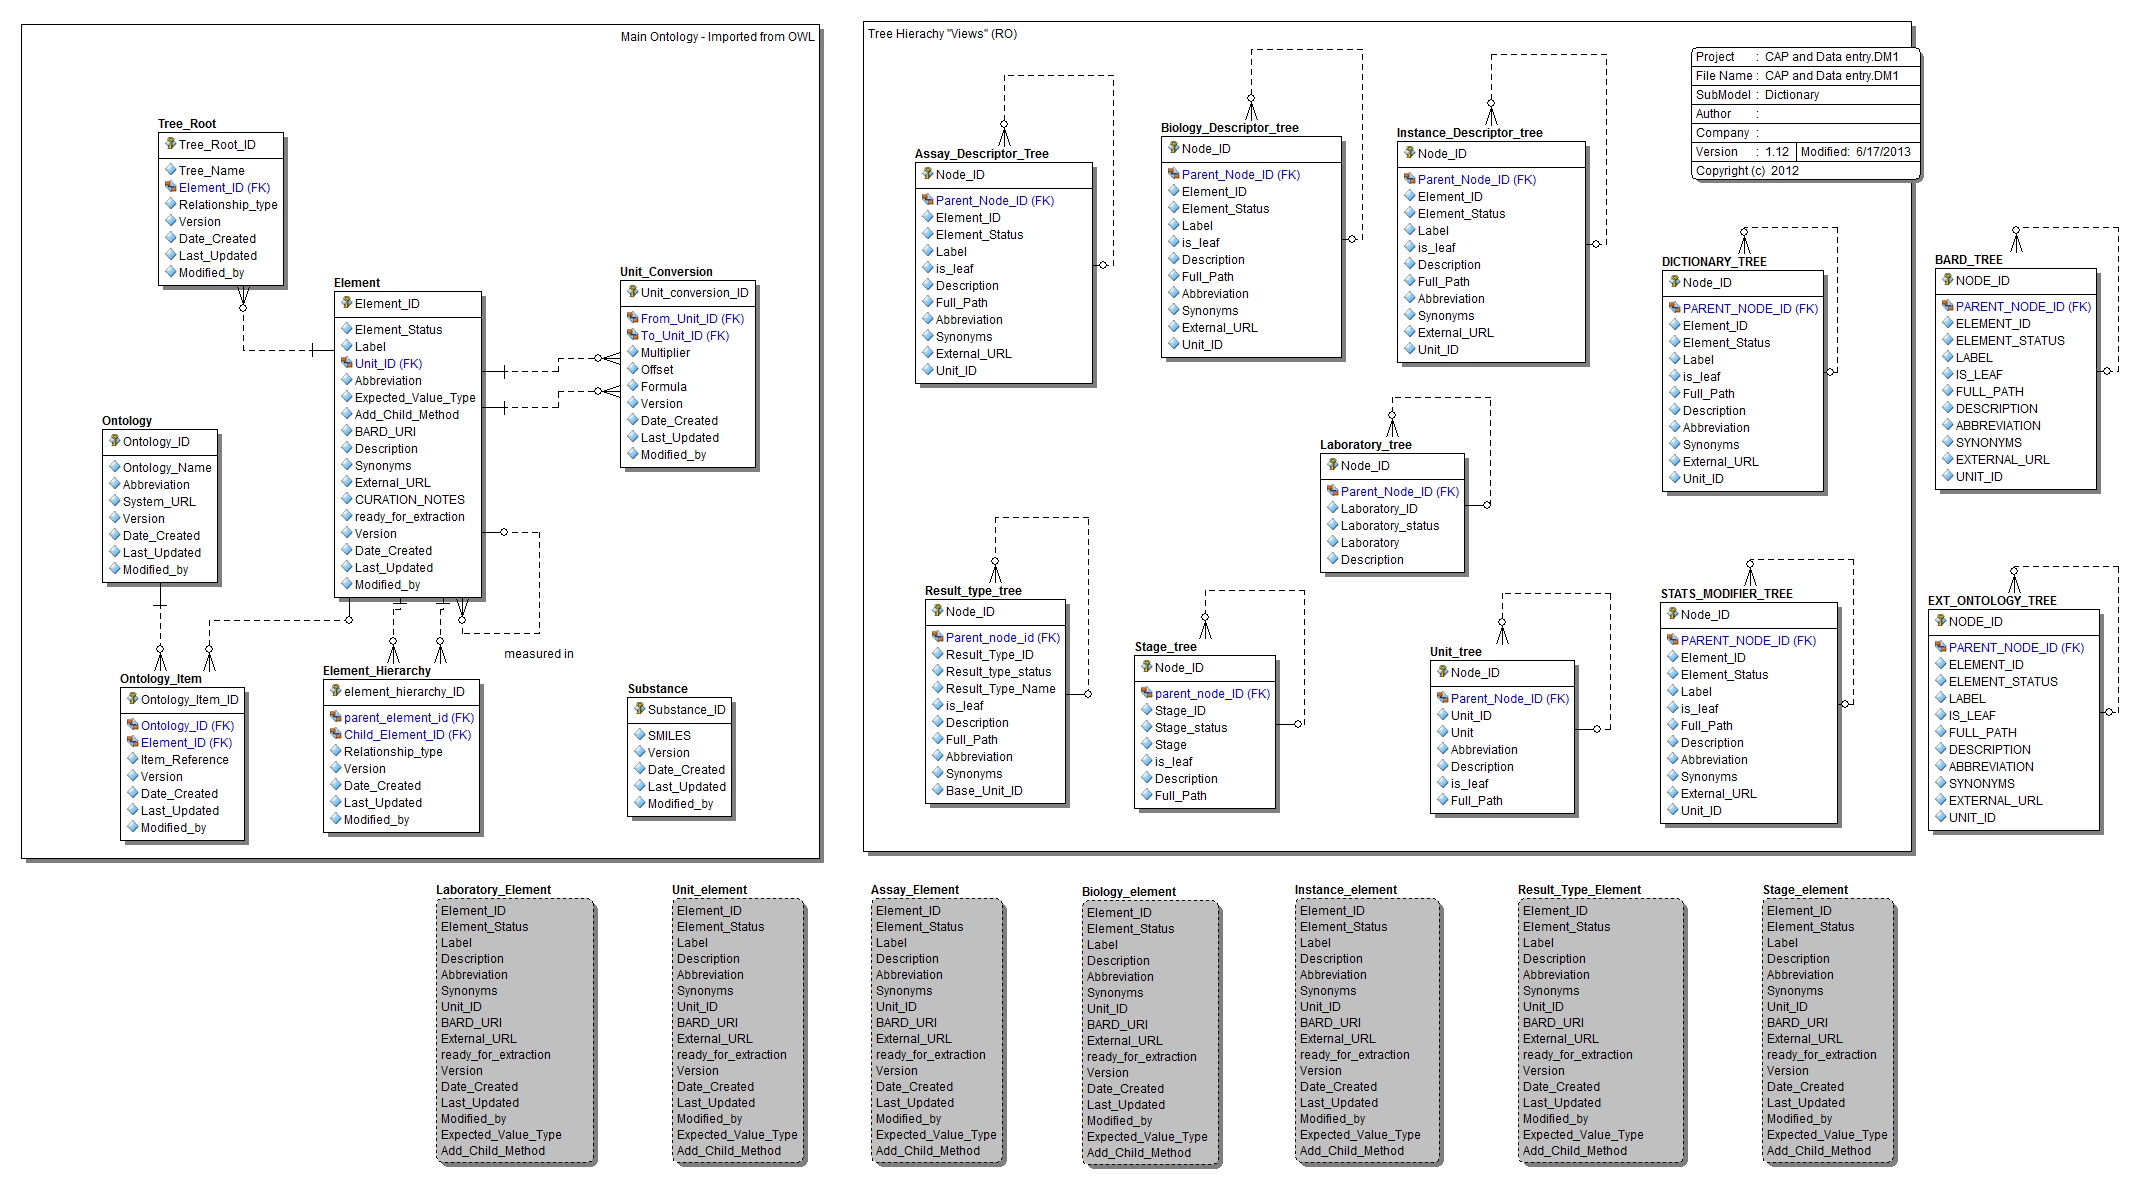 Main Ontology - Imported from OWL
Tree_Root
Tree_Root_ID
Tree_Name
Element_ID (FK)
Relationship_type
Version
Date_Created
Last_Updated
Modified_by
Element
Element_ID
Element_Status
Label
Unit_ID (FK)
Abbreviation
Expected_Value_Type
Add_Child_Method
BARD_URI
Description
Synonyms
External_URL
CURATION_NOTES
ready_for_extraction
Version
Date_Created
Last_Updated
Modified_by
measured in
Unit_Conversion
Unit_conversion_ID
From_Unit_ID (FK)
To_Unit_ID (FK)
Multiplier
Offset
Formula
Version
Date_Created
Last_Updated
Modified_by
Ontology
Ontology_ID
Ontology_Name
Abbreviation
System_URL
Version
Date_Created
Last_Updated
Modified_by
Ontology_Item
Ontology_Item_ID
Ontology_ID (FK)
Element_ID (FK)
Item_Reference
Version
Date_Created
Last_Updated
Modified_by
Element_Hierarchy
element_hierarchy_ID
parent_element_id (FK)
Child_Element_ID (FK)
Relationship_type
Version
Date_Created
Last_Updated
Modified_by
Substance
Substance_ID
SMILES
Version
Date_Created
Last_Updated
Modified_by
Tree Hierachy "Views" (RO)
Project : CAP and Data entry.DM1
File Name : CAP and Data entry.DM1
SubModel : Dictionary
Author :
Company :
Version : 1.12 Modified: 6/17/2013
Copyright (c) 2012
Assay_Descriptor_Tree
Node_ID
Parent_Node_ID (FK)
Element_ID
Element_Status
Label
is_leaf
Description
Full_Path
Abbreviation
Synonyms
External_URL
Unit_ID
Biology_Descriptor_tree
Node_ID
Parent_Node_ID (FK)
Element_ID
Element_Status
Label
is_leaf
Description
Full_Path
Abbreviation
Synonyms
External_URL
Unit_ID
Instance_Descriptor_tree
Node_ID
Parent_Node_ID (FK)
Element_ID
Element_Status
Label
is_leaf
Description
Full_Path
Abbreviation
Synonyms
External_URL
Unit_ID
DICTIONARY_TREE
Node_ID
PARENT_NODE_ID (FK)
Element_ID
Element_Status
Label
is_leaf
Full_Path
Description
Abbreviation
Synonyms
External_URL
Unit_ID
BARD_TREE
NODE_ID
PARENT_NODE_ID (FK)
ELEMENT_ID
ELEMENT_STATUS
LABEL
IS_LEAF
FULL_PATH
DESCRIPTION
ABBREVIATION
SYNONYMS
EXTERNAL_URL
UNIT_ID
Laboratory_tree
Node_ID
Parent_Node_ID (FK)
Laboratory_ID
Laboratory_status
Laboratory
Description
Result_type_tree
Node_ID
Parent_node_id (FK)
Result_Type_ID
Result_type_status
Result_Type_Name
is_leaf
Description
Full_Path
Abbreviation
Synonyms
Base_Unit_ID
Stage_tree
Node_ID
parent_node_ID (FK)
Stage_ID
Stage_status
Stage
is_leaf
Description
Full_Path
Unit_tree
Node_ID
Parent_Node_ID (FK)
Unit_ID
Unit
Abbreviation
Description
is_leaf
Full_Path
STATS_MODIFIER_TREE
Node_ID
PARENT_NODE_ID (FK)
Element_ID
Element_Status
Label
is_leaf
Full_Path
Description
Abbreviation
Synonyms
External_URL
Unit_ID
EXT_ONTOLOGY_TREE
NODE_ID
PARENT_NODE_ID (FK)
ELEMENT_ID
ELEMENT_STATUS
LABEL
IS_LEAF
FULL_PATH
DESCRIPTION
ABBREVIATION
SYNONYMS
EXTERNAL_URL
UNIT_ID
Laboratory_Element
Element_ID
Element_Status
Label
Description
Abbreviation
Synonyms
Unit_ID
BARD_URI
External_URL
ready_for_extraction
Version
Date_Created
Last_Updated
Modified_by
Expected_Value_Type
Add_Child_Method
Unit_element
Element_ID
Element_Status
Label
Description
Abbreviation
Synonyms
Unit_ID
BARD_URI
External_URL
ready_for_extraction
Version
Date_Created
Last_Updated
Modified_by
Expected_Value_Type
Add_Child_Method
Assay_Element
Element_ID
Element_Status
Label
Description
Abbreviation
Synonyms
Unit_ID
BARD_URI
External_URL
ready_for_extraction
Version
Date_Created
Last_Updated
Modified_by
Expected_Value_Type
Add_Child_Method
Biology_element
Element_ID
Element_Status
Label
Description
Abbreviation
Synonyms
Unit_ID
BARD_URI
External_URL
ready_for_extraction
Version
Date_Created
Last_Updated
Modified_by
Expected_Value_Type
Add_Child_Method
Instance_element
Element_ID
Element_Status
Label
Description
Abbreviation
Synonyms
Unit_ID
BARD_URI
External_URL
ready_for_extraction
Version
Date_Created
Last_Updated
Modified_by
Expected_Value_Type
Add_Child_Method
Result_Type_Element
Element_ID
Element_Status
Label
Description
Abbreviation
Synonyms
Unit_ID
BARD_URI
External_URL
ready_for_extraction
Version
Date_Created
Last_Updated
Modified_by
Expected_Value_Type
Add_Child_Method
Stage_element
Element_ID
Element_Status
Label
Description
Abbreviation
Synonyms
Unit_ID
BARD_URI
External_URL
ready_for_extraction
Version
Date_Created
Last_Updated
Modified_by
Expected_Value_Type
Add_Child_Method